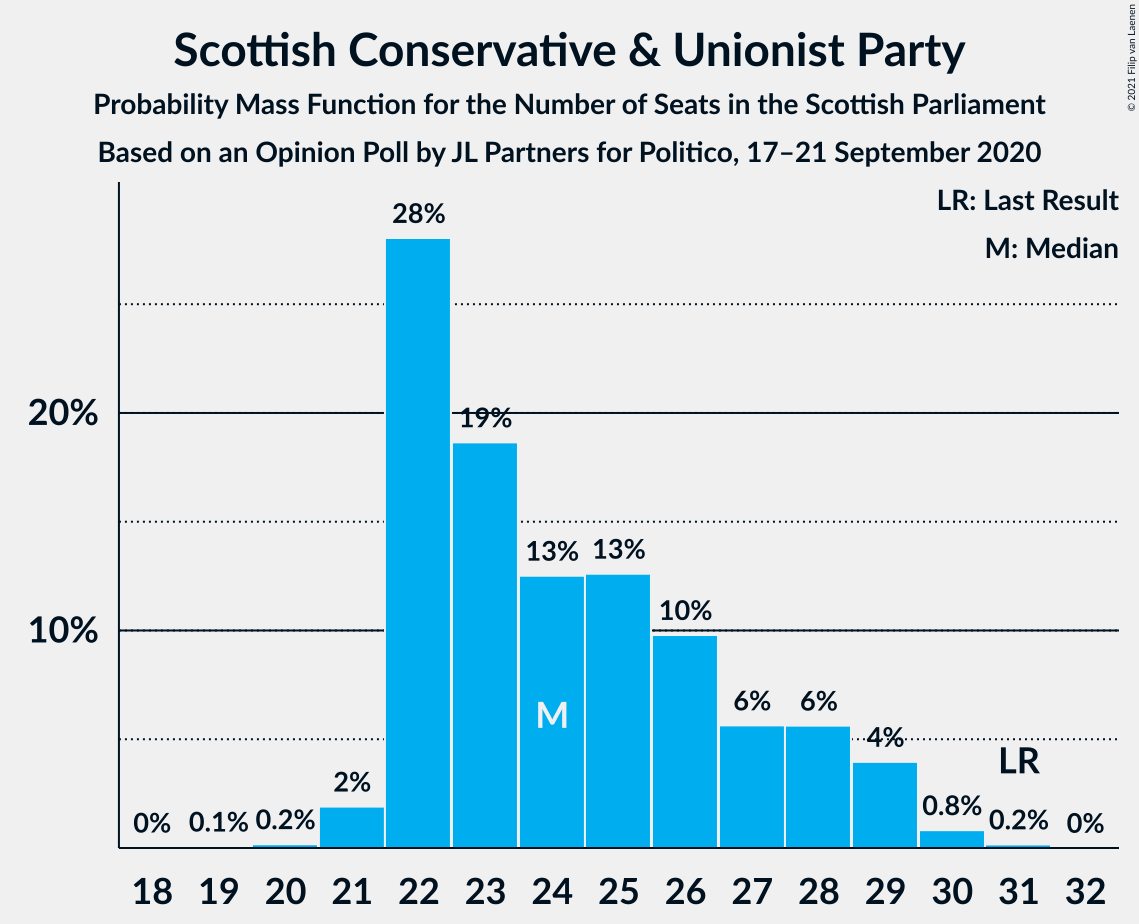 Scottish Conservative & Unionist Party
Probability Mass Function for the Number of Seats in the Scottish Parliament
Based on an Opinion Poll by JL Partners for Politico, 17–21 September 2020
© 2021 Filip van Laenen
LR: Last Result
M: Median
28%
20%
19%
13%
13%
10%
10%
6%
6%
M
4%
LR
2%
0%
0.1%
0.2%
0.8%
0.2%
0%
18 19 20 21 22 23 24 25 26 27 28 29 30 31 32